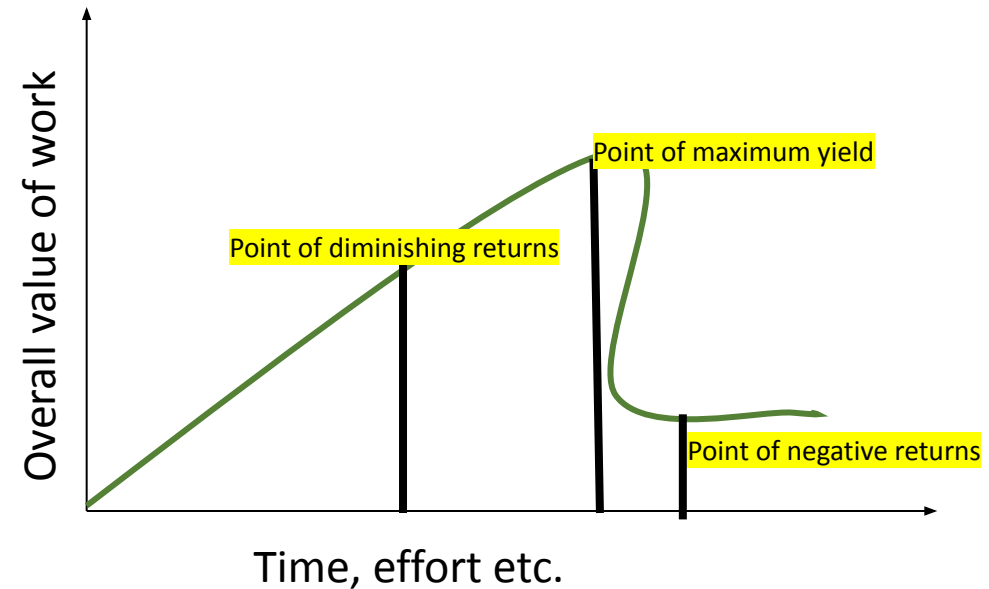 Overall value of work
Point of maximum yield
Point of diminishing returns
Point of negative returns
Time, effort etc.